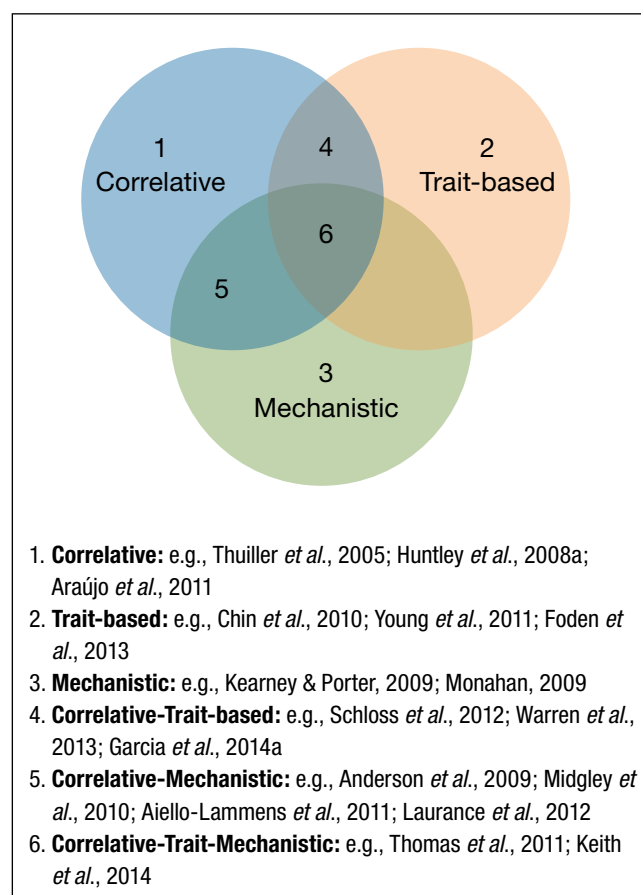 1
Correlative
4
2
Trait-based
6
5
3
Mechanistic
1. Correlative: e.g., Thuiller et al., 2005; Huntley et al., 2008a;
Araújo et al., 2011
2. Trait-based: e.g., Chin et al., 2010; Young et al., 2011; Foden et
al., 2013
3. Mechanistic: e.g., Kearney & Porter, 2009; Monahan, 2009
4. Correlative-Trait-based: e.g., Schloss et al., 2012; Warren et al.,
2013; Garcia et al., 2014a
5. Correlative-Mechanistic: e.g., Anderson et al., 2009; Midgley et
al., 2010; Aiello-Lammens et al., 2011; Laurance et al., 2012
6. Correlative-Trait-Mechanistic: e.g., Thomas et al., 2011; Keith
et al., 2014